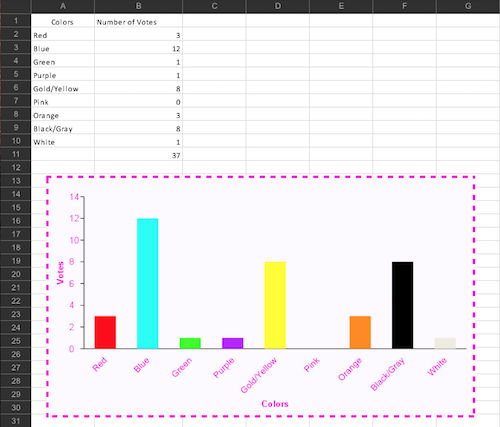 A B C D E F G
1 Colors Number of Votes
2 Red 3
3 Blue 12
4 Green 1
5 Purple 1
6 Gold/Yellow 8
7 Pink 0
8 Orange 3
9 Black/Gray 8
10 White 1
11 37
12
13
14
15
16
17
18
19
20
21
22
23
24
25
26
27
28
29
30
31
14
12
10
8
6
4
2
0
Votes
Red Blue Green Purple Gold/Yellow Pink Orange Black/Gray White
Colors